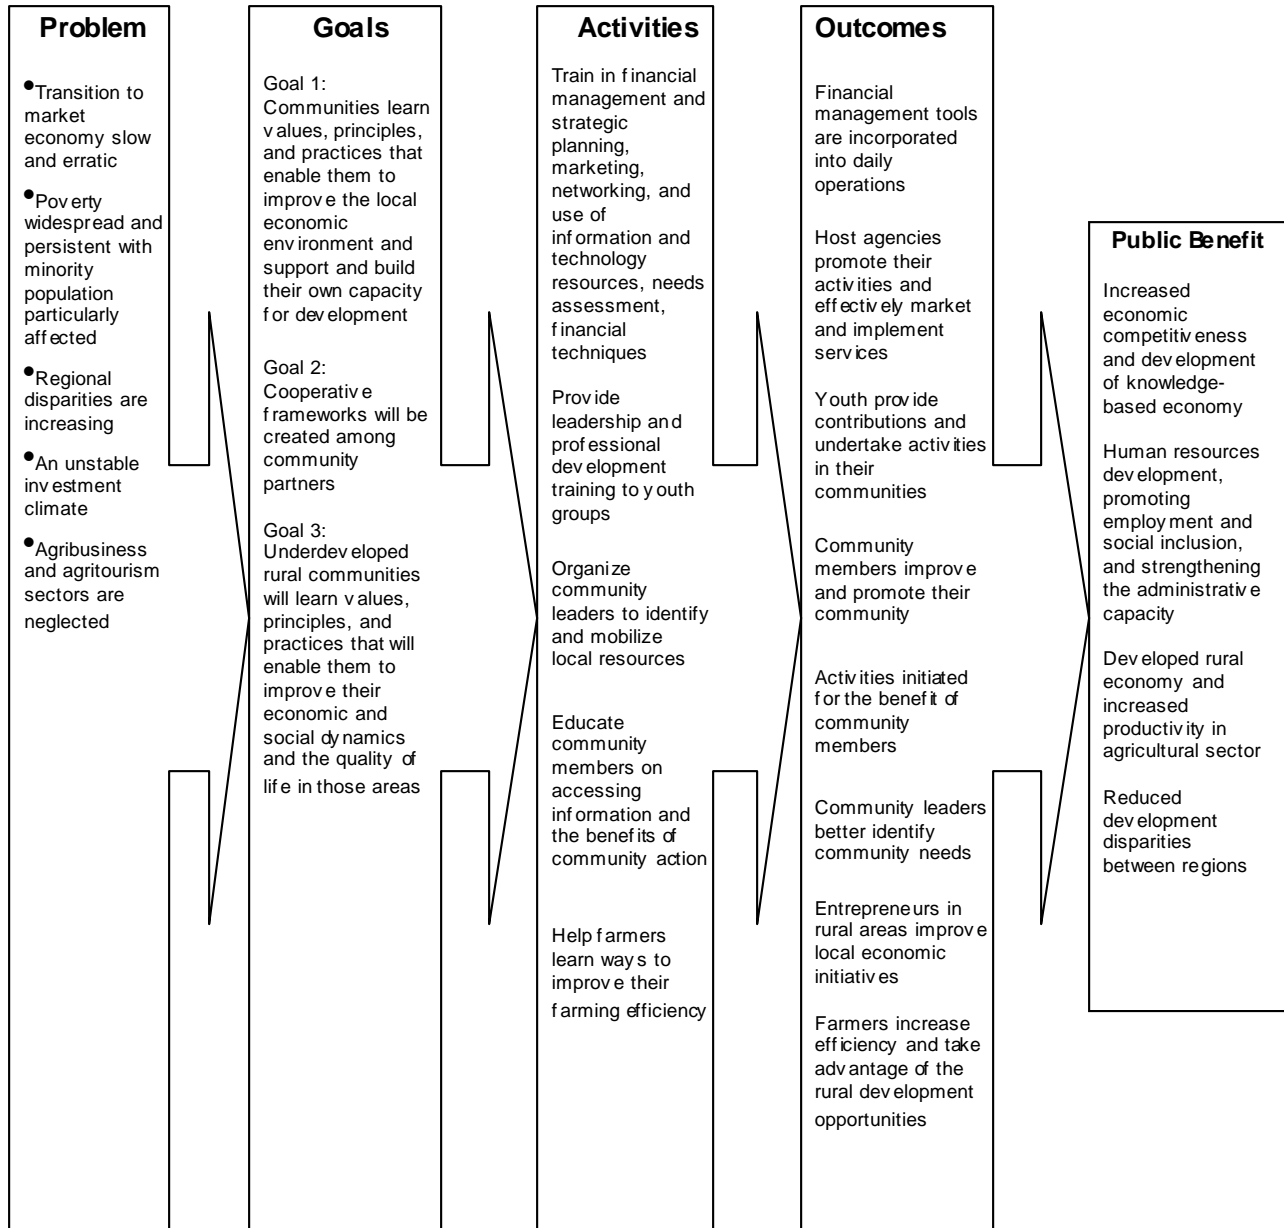 Problem
•Transition to
market
economy slow
and erratic
•Poverty
widespread and
persistent with
minority
population
particularly
affected
•Regional
disparities are
increasing
•An unstable
investment
climate
•Agribusiness
and agritourism
sectors are
neglected
Goals
Goal 1:
Communities learn
values, principles,
and practices that
enable them to
improve the local
economic
environment and
support and build
their own capacity
for development
Goal 2:
Cooperative
frameworks will be
created among
community
partners
Goal 3:
Underdeveloped
rural communities
will learn values,
principles, and
practices that will
enable them to
improve their
economic and
social dynamics
and the quality of
life in those areas
Activities
Train in financial
management and
strategic
planning,
marketing,
networking, and
use of
information and
technology
resources, needs
assessment,
financial
techniques
Provide
leadership and
professional
development
training to youth
groups
Organize
community
leaders to identify
and mobilize
local resources
Educate
community
members on
accessing
information and
the benefits of
community action
Help farmers
learn ways to
improve their
farming efficiency
Outcomes
Financial
management tools
are incorporated
into daily
operations
Host agencies
promote their
activities and
effectively market
and implement
services
Youth provide
contributions and
undertake activities
in their
communities
Community
members improve
and promote their
community
Activities initiated
for the benefit of
community
members
Community leaders
better identify
community needs
Entrepreneurs in
rural areas improve
local economic
initiatives
Farmers increase
efficiency and take
advantage of the
rural development
opportunities
Public Benefit
Increased
economic
competitiveness
and development
of knowledge-
based economy
Human resources
development,
promoting
employment and
social inclusion,
and strengthening
the administrative
capacity
Developed rural
economy and
increased
productivity in
agricultural sector
Reduced
development
disparities
between regions